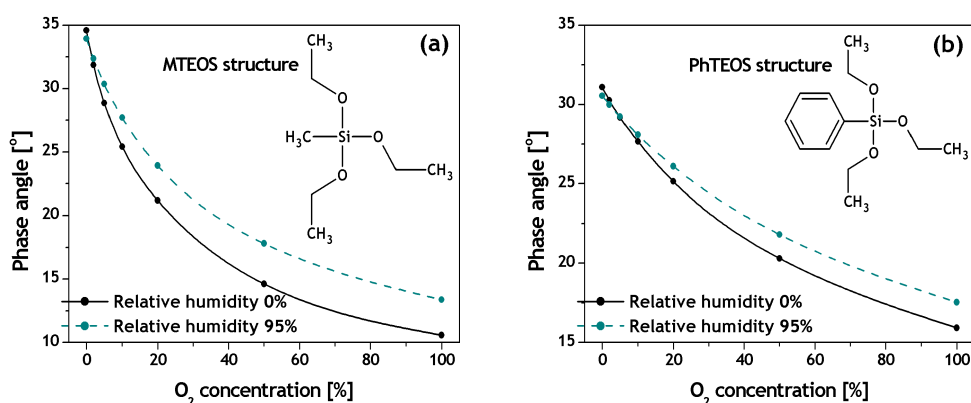 (a)
MTEOS structure
CH₃
O
H₃C
Si
O
O
CH₃
CH₃
35
30
25
20
15
10
Phase angle [°]
Relative humidity 0%
Relative humidity 95%
0 20 40 60 80 100
O₂ concentration [%]
(b)
PhTEOS structure
CH₃
O
Si
O
O
CH₃
CH₃
35
30
25
20
15
Phase angle [°]
Relative humidity 0%
Relative humidity 95%
0 20 40 60 80 100
O₂ concentration [%]